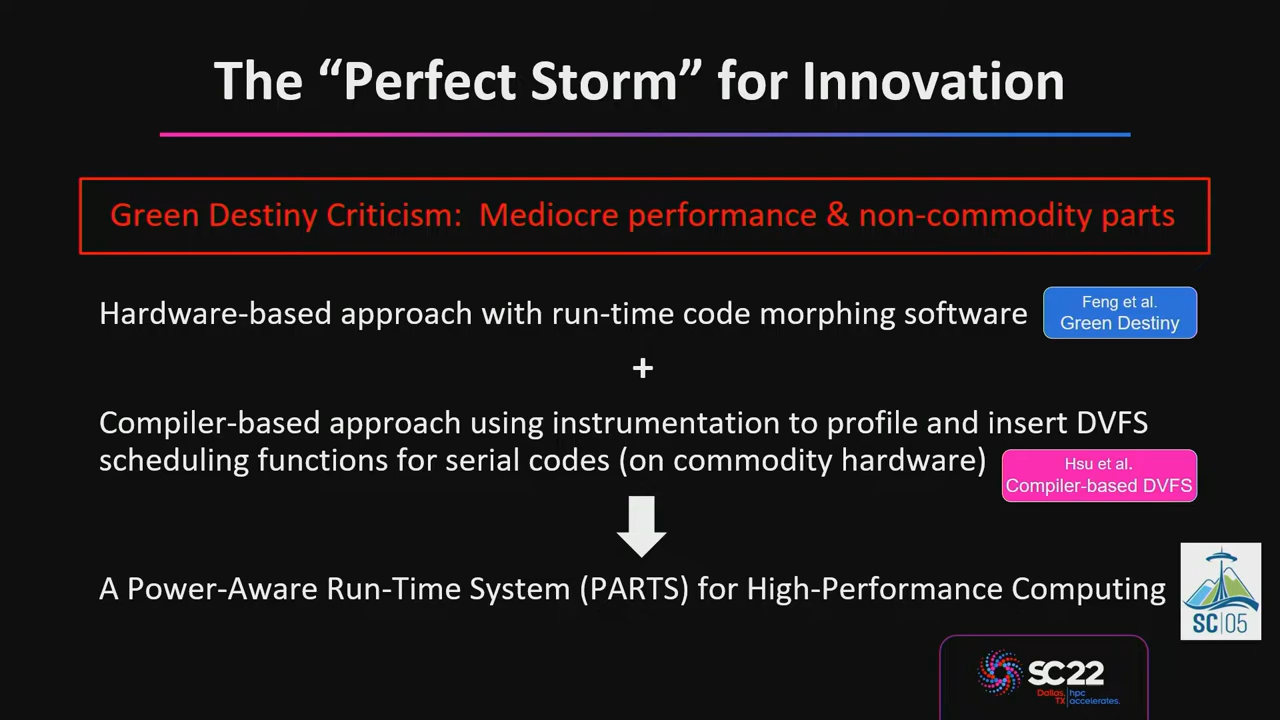 The “Perfect Storm” for Innovation
Green Destiny Criticism: Mediocre performance & non-commodity parts
Hardware-based approach with run-time code morphing software
Feng et al.
Green Destiny
+
Compiler-based approach using instrumentation to profile and insert DVFS
scheduling functions for serial codes (on commodity hardware)
Hsu et al.
Compiler-based DVFS
A Power-Aware Run-Time System (PARTS) for High-Performance Computing
SC|05
SC22
Dallas, TX | hpc accelerates.